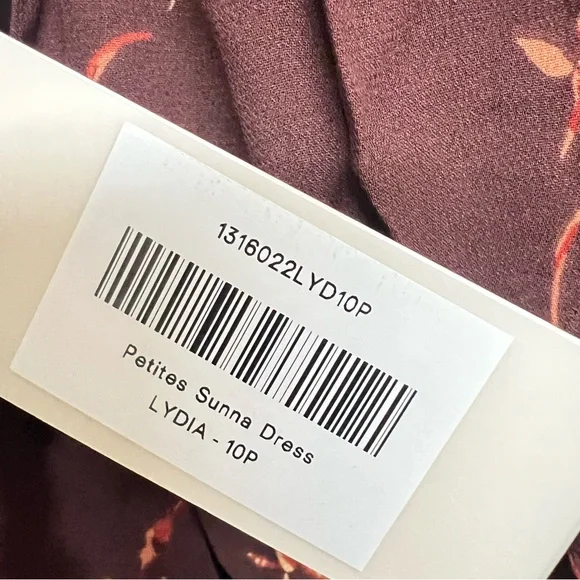 1316022LYD10P
Petites Sunna Dress
LYDIA - 10P